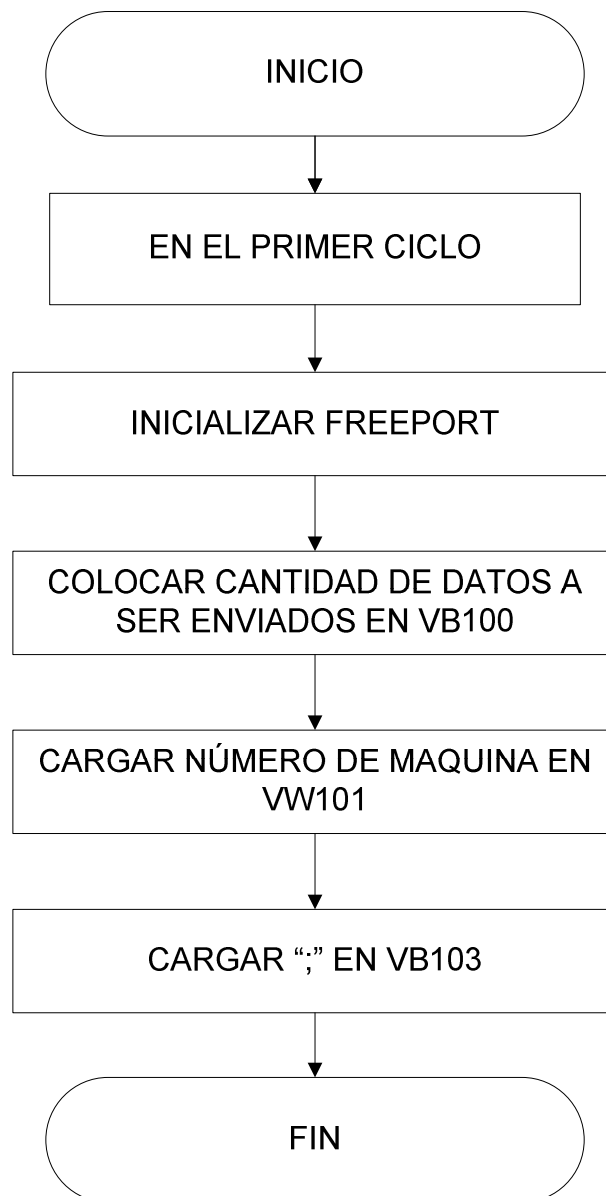 INICIO
EN EL PRIMER CICLO
INICIALIZAR FREEPORT
COLOCAR CANTIDAD DE DATOS A
SER ENVIADOS EN VB100
CARGAR NÚMERO DE MAQUINA EN
VW101
CARGAR “;” EN VB103
FIN